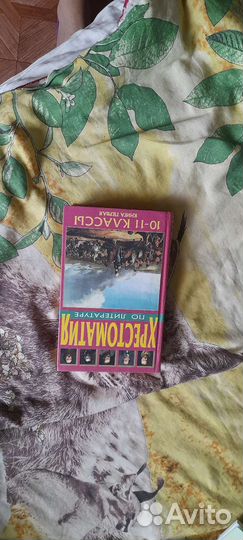 ХРЕСТОМАТИЯ
ПО ЛИТЕРАТУРЕ
10-11 КЛАССЫ
КНИГА ПЕРВАЯ
Avito